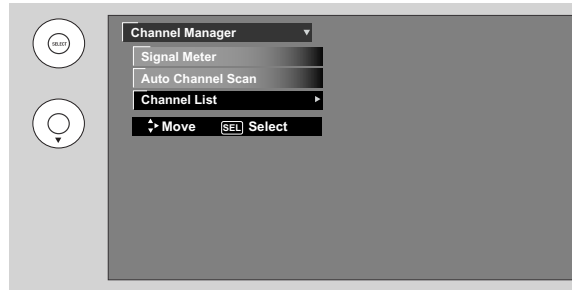 SELECT
Channel Manager
Signal Meter
Auto Channel Scan
Channel List
Move SEL Select